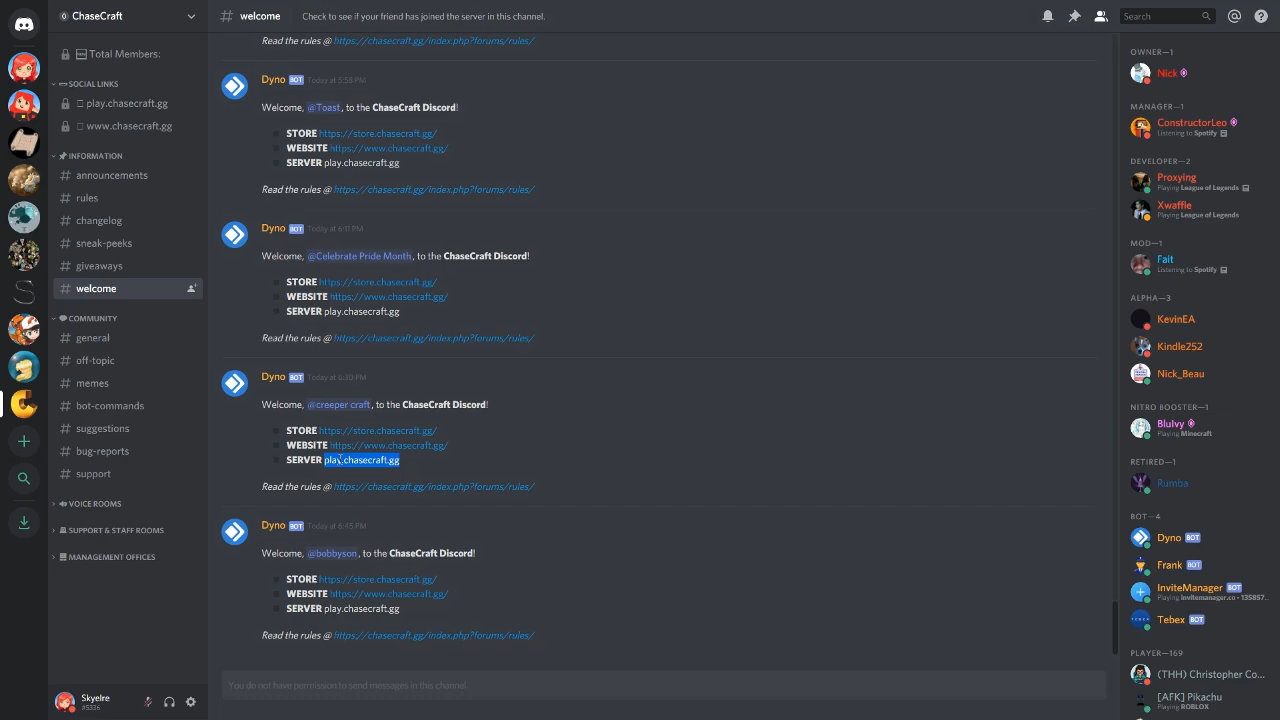 ChaseCraft
Total Members:
SOCIAL LINKS
play.chasecraft.gg
www.chasecraft.gg
INFORMATION
announcements
rules
changelog
sneak-peeks
giveaways
welcome
COMMUNITY
general
off-topic
memes
bot-commands
suggestions
bug-reports
support
VOICE ROOMS
SUPPORT & STAFF ROOMS
MANAGEMENT OFFICES
Skyelre
#5336
# welcome Check to see if your friend has joined the server in this channel.
Search
Read the rules @ https://chasecraft.gg/index.php?forums/rules/
Dyno BOT Today at 5:58 PM
Welcome, @Toast, to the ChaseCraft Discord!
STORE https://store.chasecraft.gg/
WEBSITE https://www.chasecraft.gg/
SERVER play.chasecraft.gg
Read the rules @ https://chasecraft.gg/index.php?forums/rules/
Dyno BOT Today at 6:11 PM
Welcome, @Celebrate Pride Month, to the ChaseCraft Discord!
STORE https://store.chasecraft.gg/
WEBSITE https://www.chasecraft.gg/
SERVER play.chasecraft.gg
Read the rules @ https://chasecraft.gg/index.php?forums/rules/
Dyno BOT Today at 6:30 PM
Welcome, @creeper craft, to the ChaseCraft Discord!
STORE https://store.chasecraft.gg/
WEBSITE https://www.chasecraft.gg/
SERVER play.chasecraft.gg
Read the rules @ https://chasecraft.gg/index.php?forums/rules/
Dyno BOT Today at 6:45 PM
Welcome, @bobbyson, to the ChaseCraft Discord!
STORE https://store.chasecraft.gg/
WEBSITE https://www.chasecraft.gg/
SERVER play.chasecraft.gg
Read the rules @ https://chasecraft.gg/index.php?forums/rules/
You do not have permission to send messages in this channel.
OWNER—1
Nick
MANAGER—1
ConstructorLeo
Listening to Spotify
DEVELOPER—2
Proxying
Playing League of Legends
Xwaffle
Playing League of Legends
MOD—1
Fait
Listening to Spotify
ALPHA—3
KevinEA
Kindle252
Nick_Beau
NITRO BOOSTER—1
BluIvy
Playing Minecraft
RETIRED—1
Rumba
BOT—4
Dyno BOT
Frank BOT
InviteManager BOT
Playing invitemanager.co - 135857...
Tebex BOT
PLAYER—169
(THH) Christopher Co...
[AFK] Pikachu
Playing ROBLOX